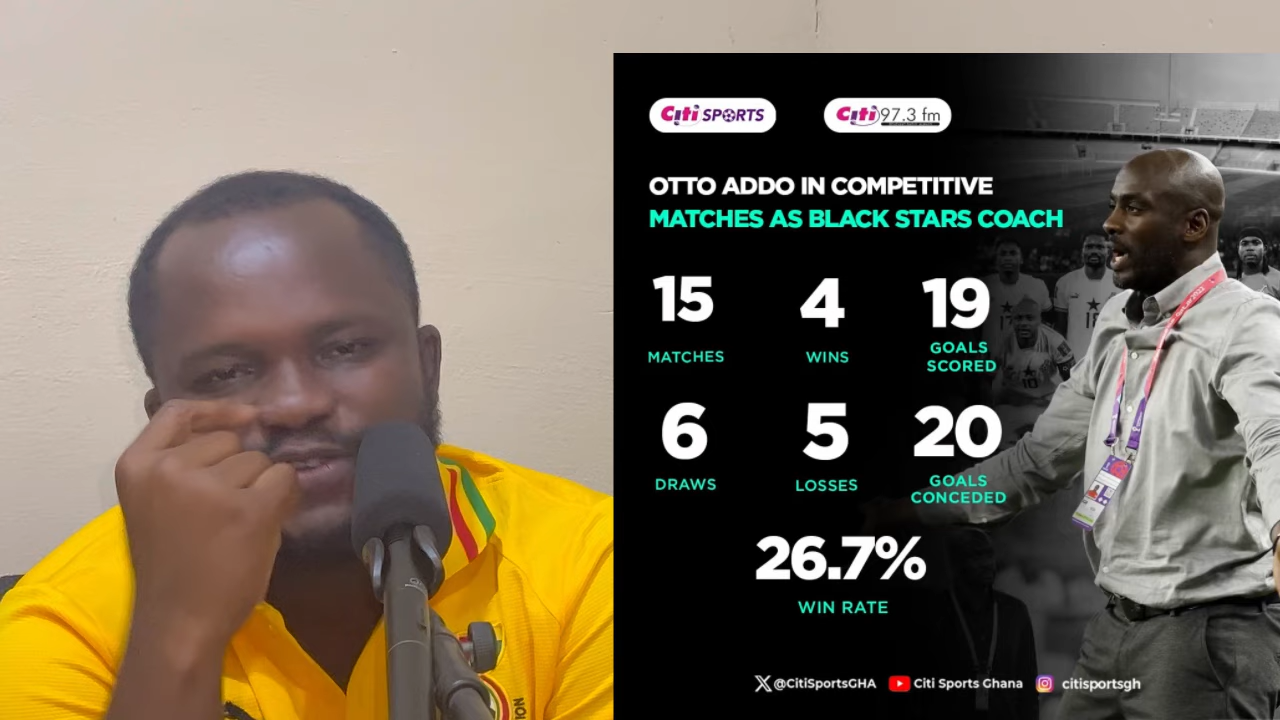 Citi SPORTS
Citi 97.3 fm
OTTO ADDO IN COMPETITIVE
MATCHES AS BLACK STARS COACH
15
4
19
MATCHES
WINS
GOALS
SCORED
6
5
20
DRAWS
LOSSES
GOALS
CONCEDED
26.7%
WIN RATE
@CitiSportsGHA
Citi Sports Ghana
citisportsgh